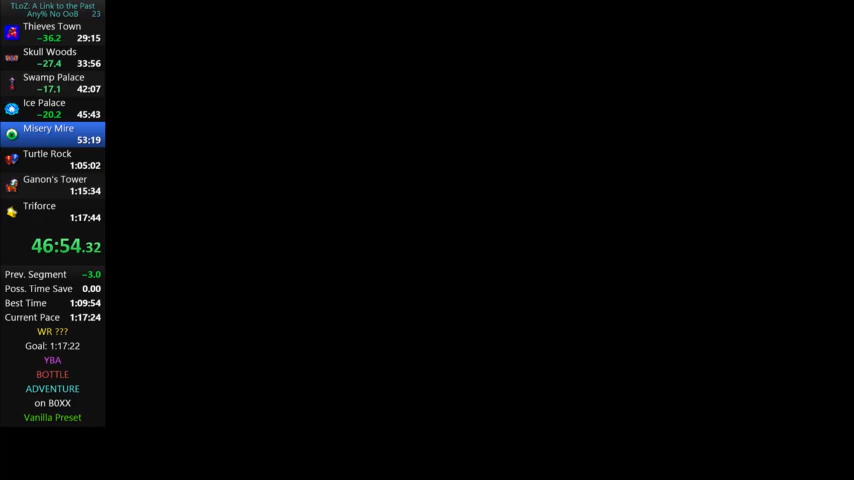 TLoZ: A Link to the Past
Any% No OoB 23
Thieves Town
−36.2 29:15
Skull Woods
−27.4 33:56
Swamp Palace
−17.1 42:07
Ice Palace
−20.2 45:43
Misery Mire
53:19
Turtle Rock
1:05:02
Ganon's Tower
1:15:34
Triforce
1:17:44
46:54.32
Prev. Segment −3.0
Poss. Time Save 0.00
Best Time 1:09:54
Current Pace 1:17:24
WR ???
Goal: 1:17:22
YBA
BOTTLE
ADVENTURE
on B0XX
Vanilla Preset